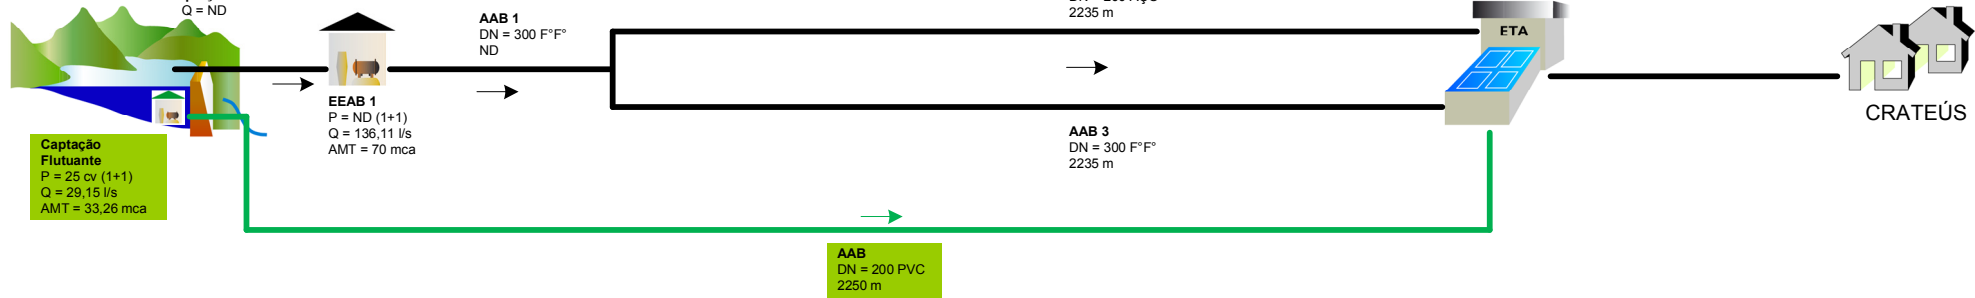 Q = ND
AAB 1
DN = 300 F°F°
ND
2235 m
ETA
EEAB 1
P = ND (1+1)
Q = 136,11 l/s
AMT = 70 mca
CRATEÚS
AAB 3
DN = 300 F°F°
2235 m
Captação
Flutuante
P = 25 cv (1+1)
Q = 29,15 l/s
AMT = 33,26 mca
AAB
DN = 200 PVC
2250 m